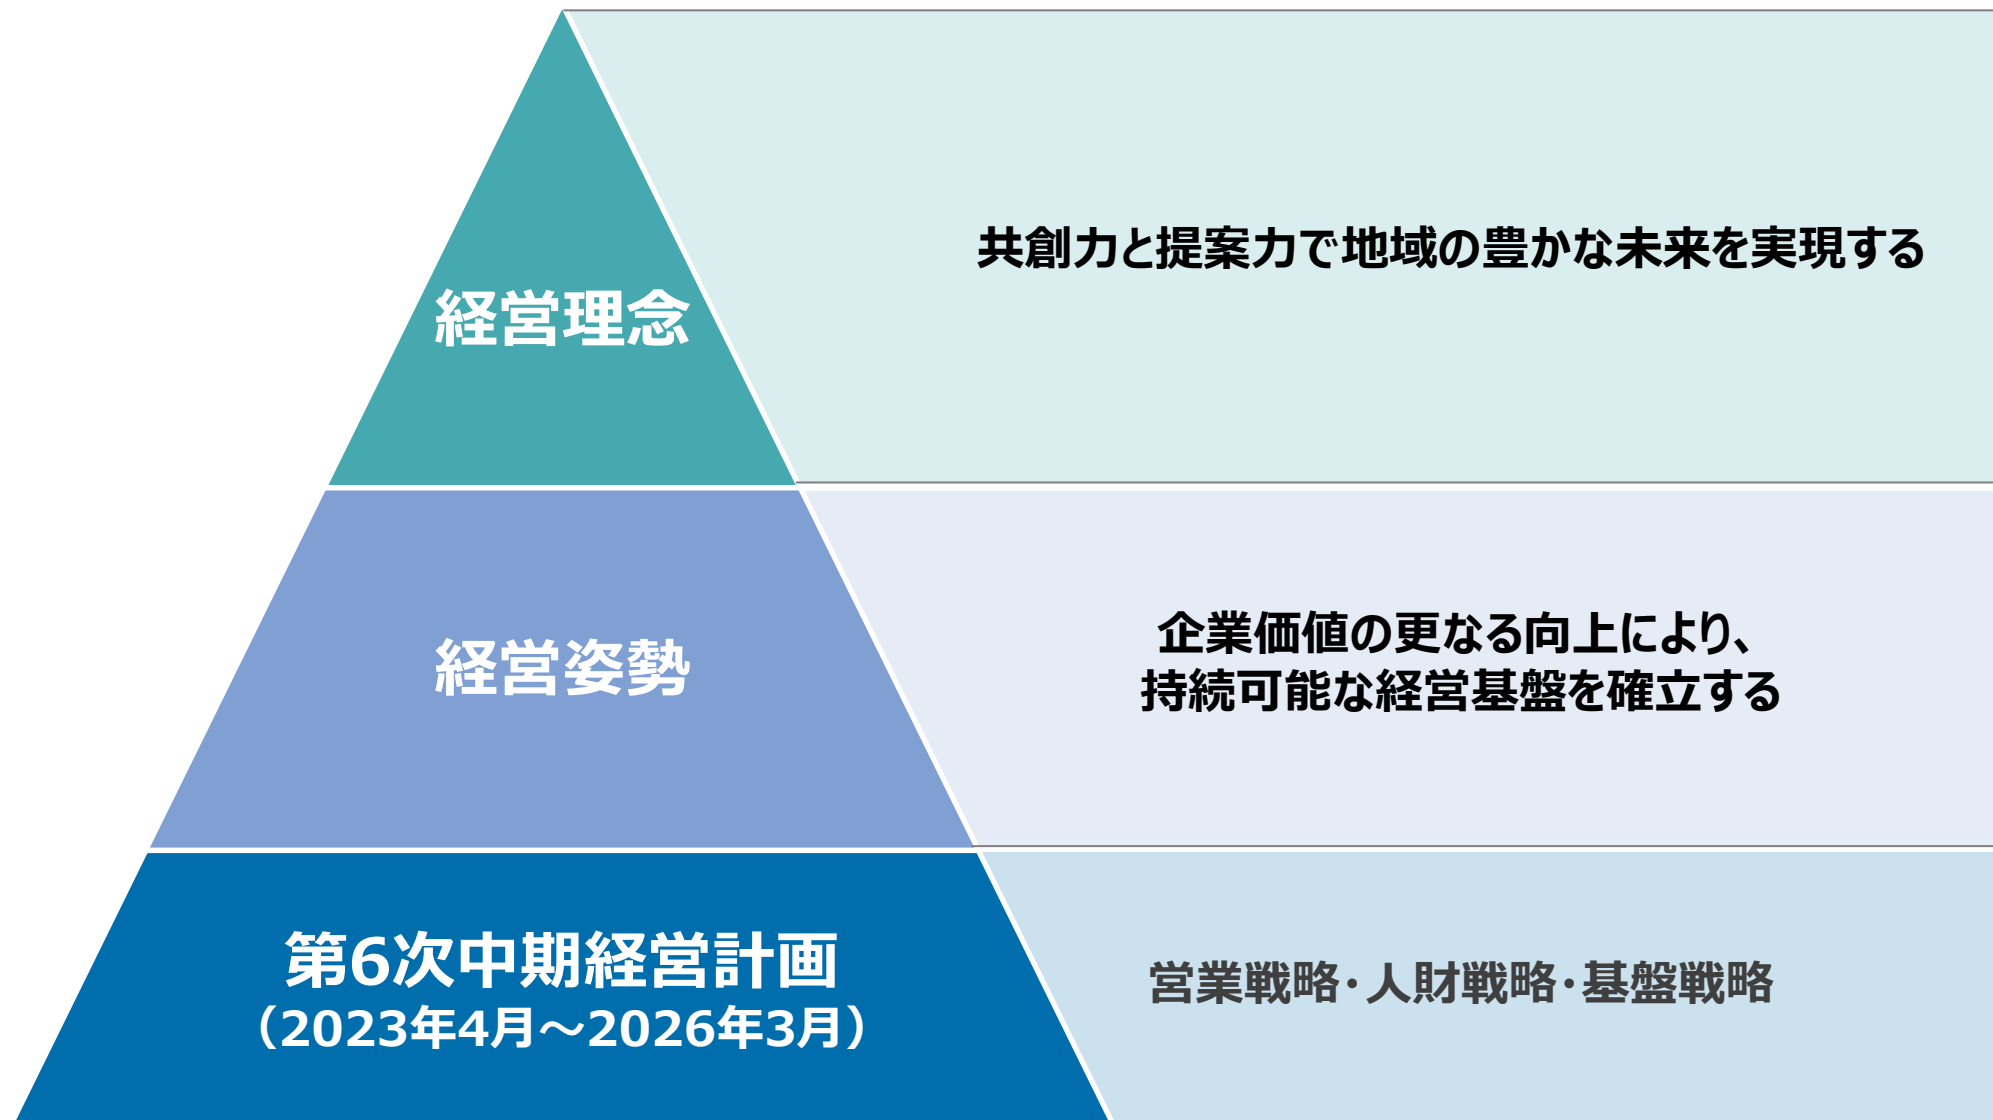 経営理念
共創力と提案力で地域の豊かな未来を実現する
経営姿勢
企業価値の更なる向上により、
持続可能な経営基盤を確立する
第6次中期経営計画
（2023年4月～2026年3月）
営業戦略・人財戦略・基盤戦略